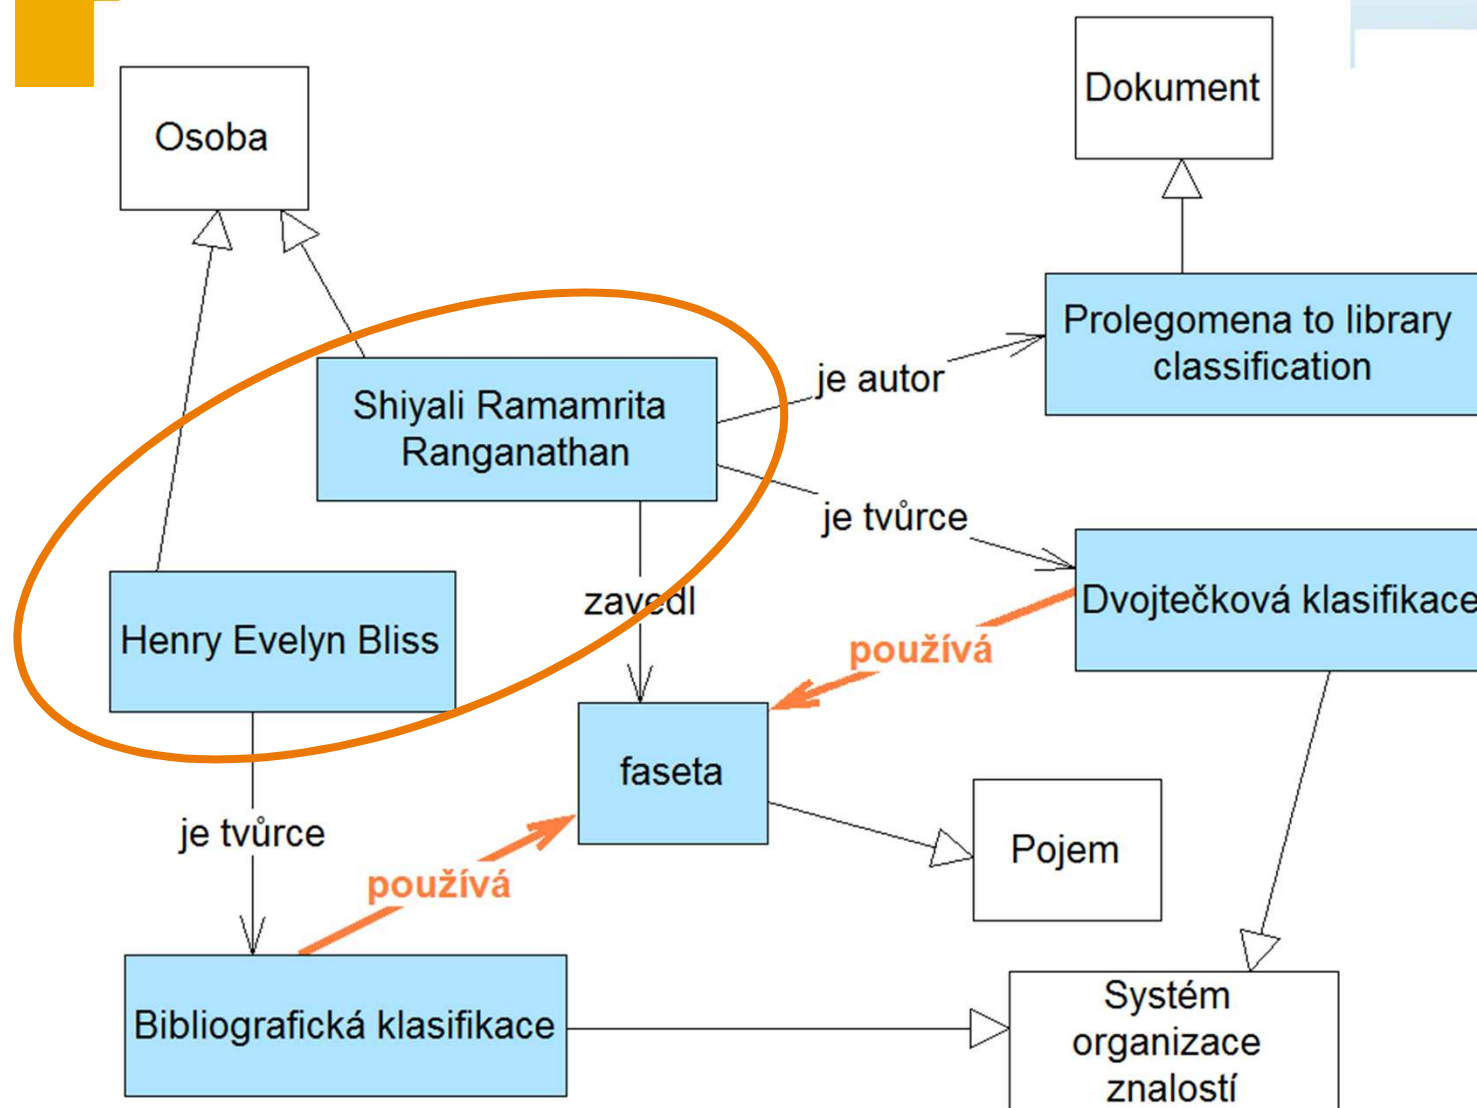 Dokument
Osoba
Prolegomena to library
classification
je autor
Shiyali Ramamrita
Ranganathan
je tvůrce
zavedl
Dvojtečková klasifikace
Henry Evelyn Bliss
používá
faseta
je tvůrce
Pojem
používá
Bibliografická klasifikace
Systém
organizace
znalostí